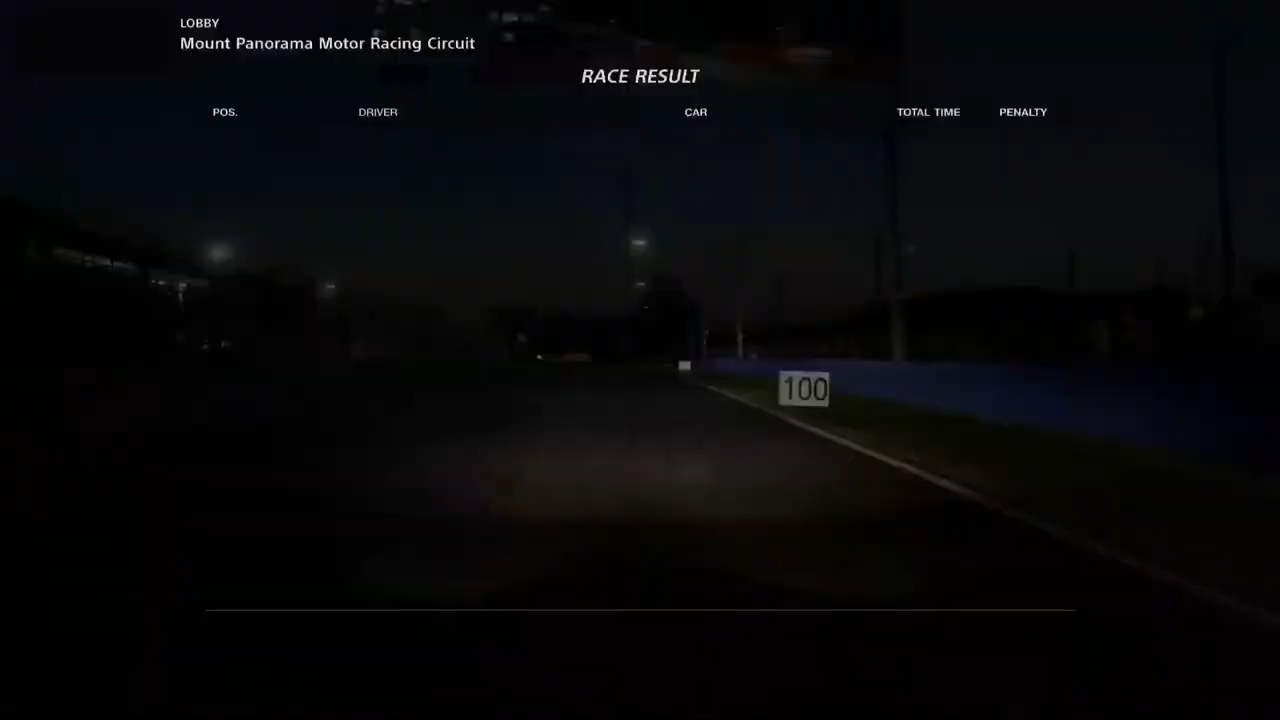 LOBBY
Mount Panorama Motor Racing Circuit
RACE RESULT
POS. DRIVER CAR TOTAL TIME PENALTY
100